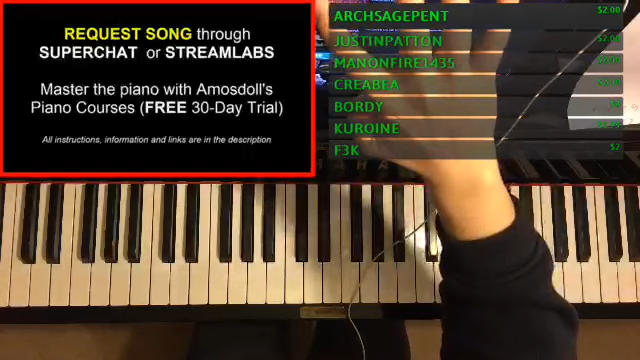 REQUEST SONG through
SUPERCHAT or STREAMLABS
Master the piano with Amosdoll's
Piano Courses (FREE 30-Day Trial)
All instructions, information and links are in the description
ARCHSAGEPENT $2.00
JUSTINPATTON $2.00
MANONFIRE1435
CREABEA
BORDY
KUROINE
F3K $2